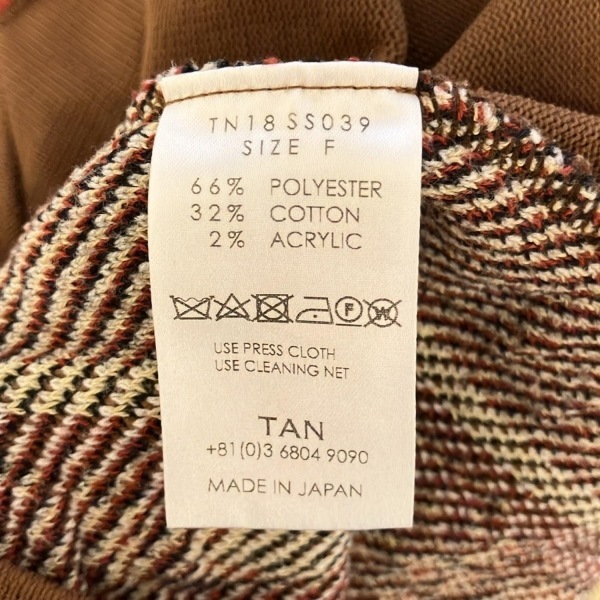 TN18SS039
SIZE F
66% POLYESTER
32% COTTON
2% ACRYLIC
F W
USE PRESS CLOTH
USE CLEANING NET
TAN
+81(0)3 6804 9090
MADE IN JAPAN